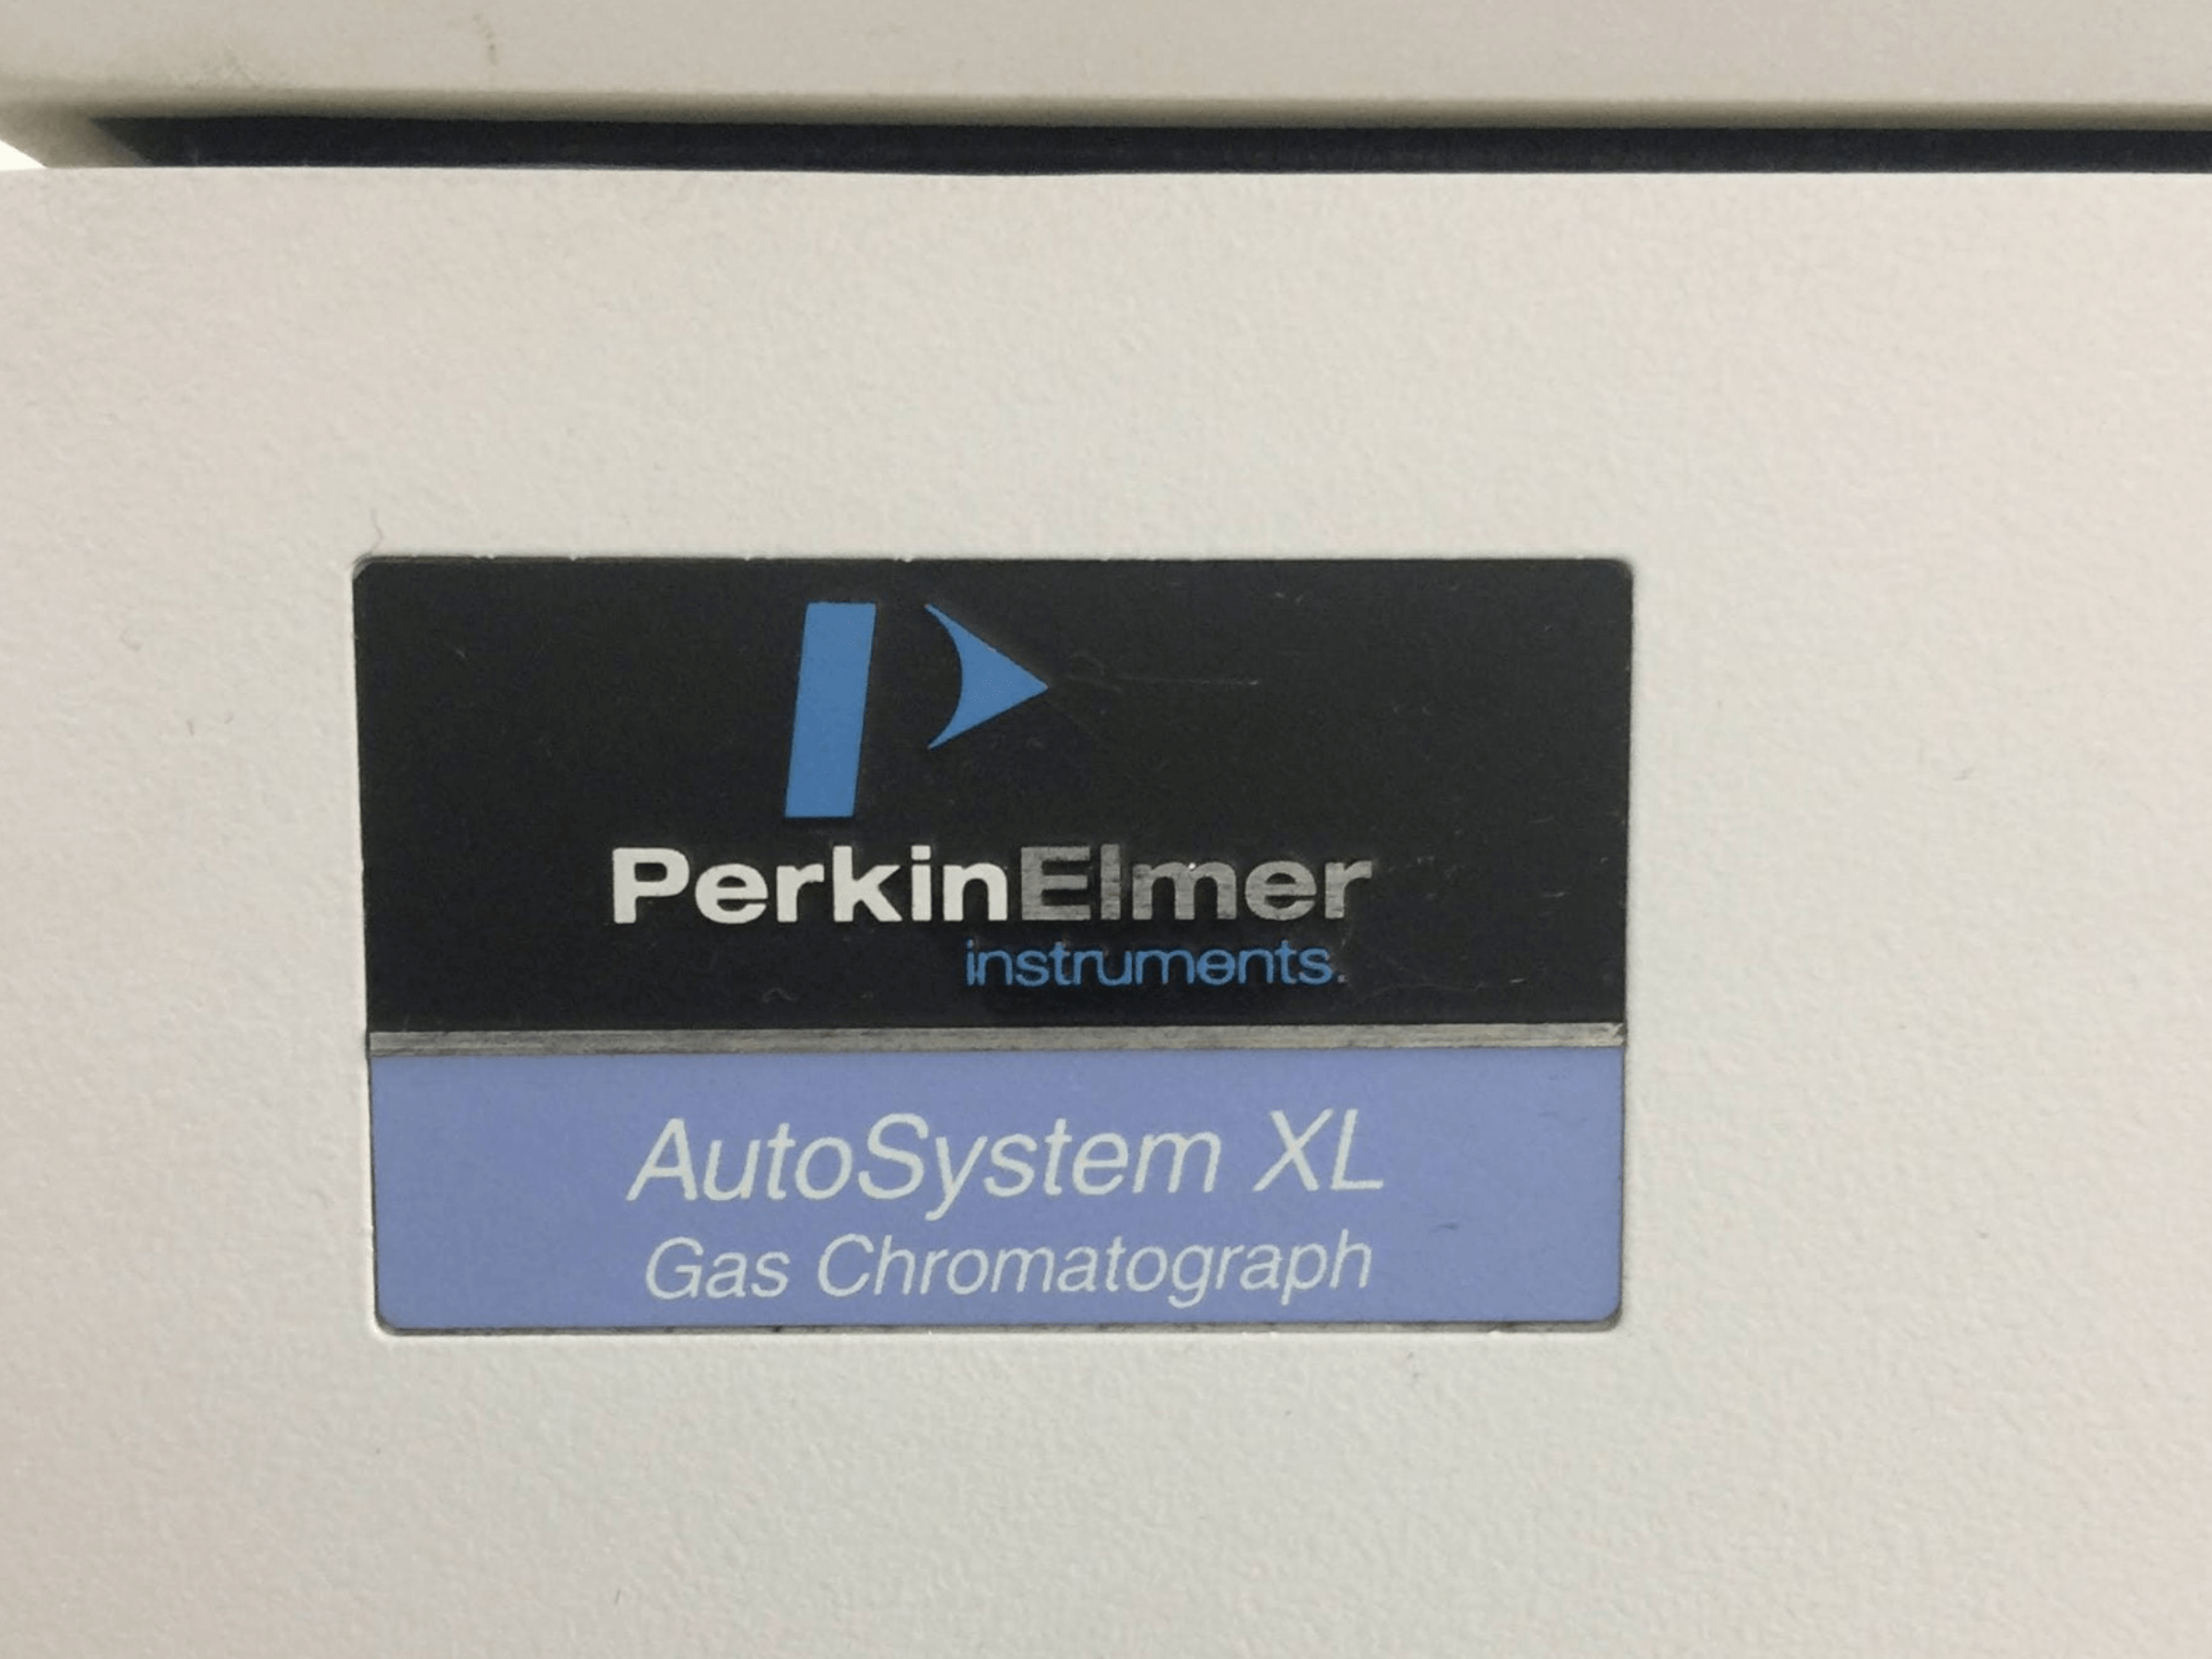 PerkinElmer
instruments.
AutoSystem XL
Gas Chromatograph